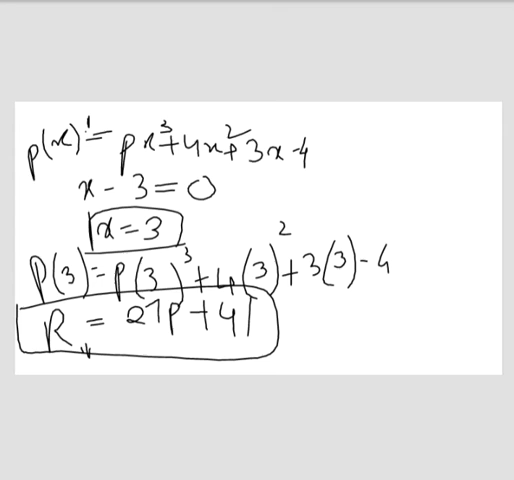 p(x) = px³+4x²+3x-4
x - 3 = 0
x = 3
P(3) = P(3)³+4(3)²+3(3)-4
R = 27p+41